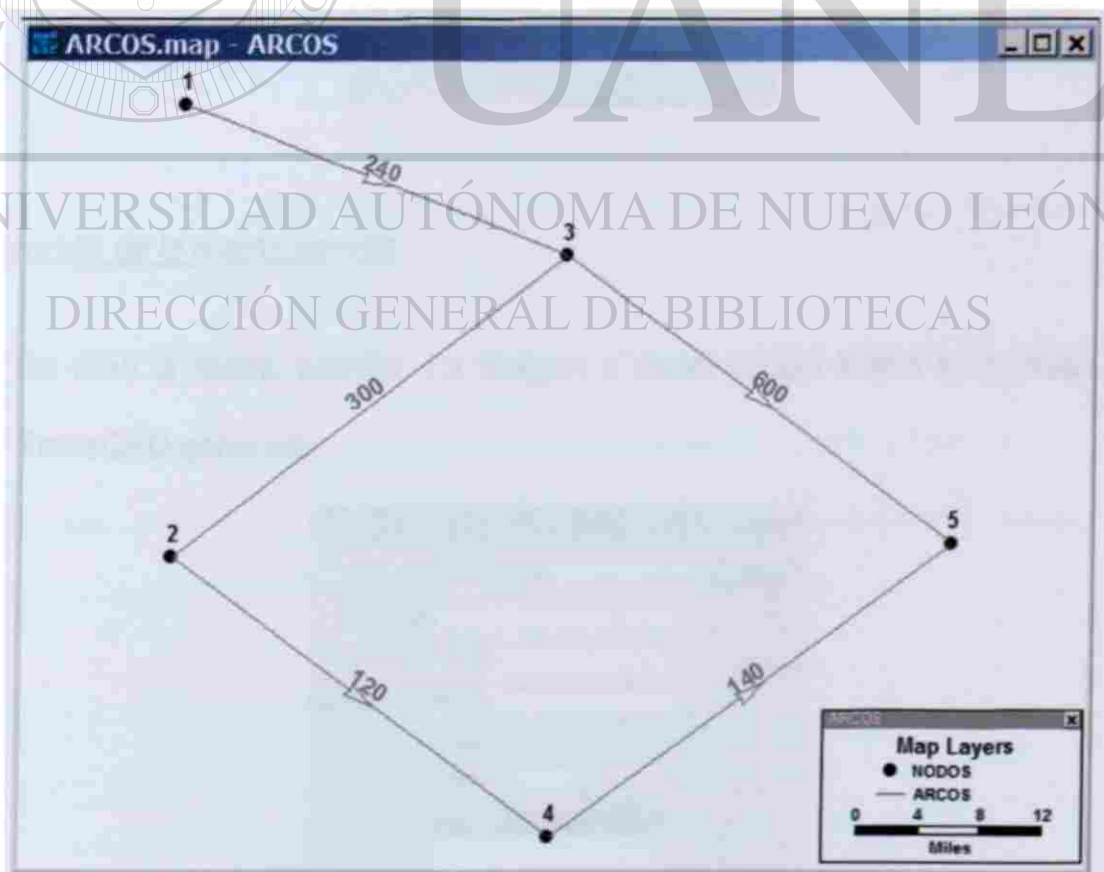 ARCOS.map - ARCOS
1
240
UNIVERSIDAD AUTÓNOMA DE NUEVO LEÓN
3
DIRECCIÓN GENERAL DE BIBLIOTECAS
300
600
2
5
120
140
4
ARCOS
Map Layers
NODOS
ARCOS
0 4 8 12
Miles